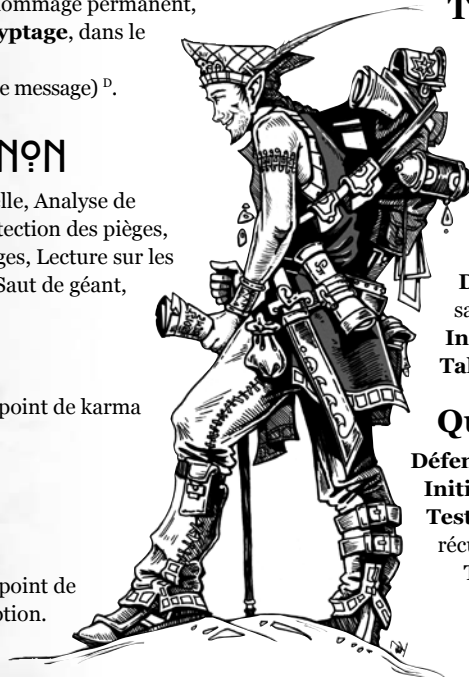 ommage permanent,
yptage, dans le
e message) D.
NON
lle, Analyse de
tection des pièges,
ges, Lecture sur les
Saut de géant,
point de karma
point de
tion.
T
D
sa
In
Tal
Qu
Défen
Initi
Test
récu
T